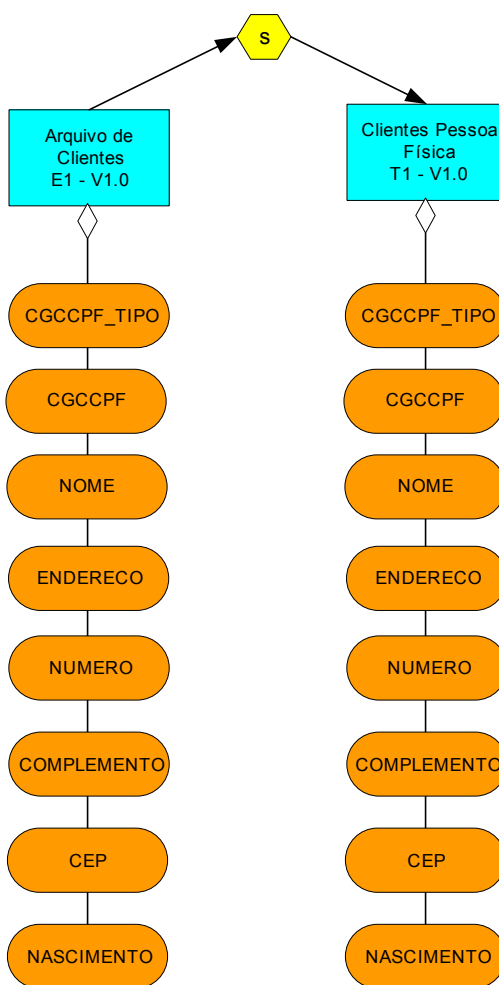 S
Arquivo de
Clientes
E1 - V1.0
Clientes Pessoa
Física
T1 - V1.0
CGCCPF_TIPO
CGCCPF
NOME
ENDERECO
NUMERO
COMPLEMENTO
CEP
NASCIMENTO
CGCCPF_TIPO
CGCCPF
NOME
ENDERECO
NUMERO
COMPLEMENTO
CEP
NASCIMENTO